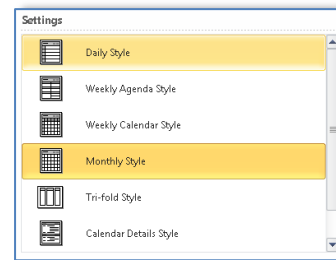 Settings
Daily Style
Weekly Agenda Style
Weekly Calendar Style
Monthly Style
Tri-fold Style
Calendar Details Style